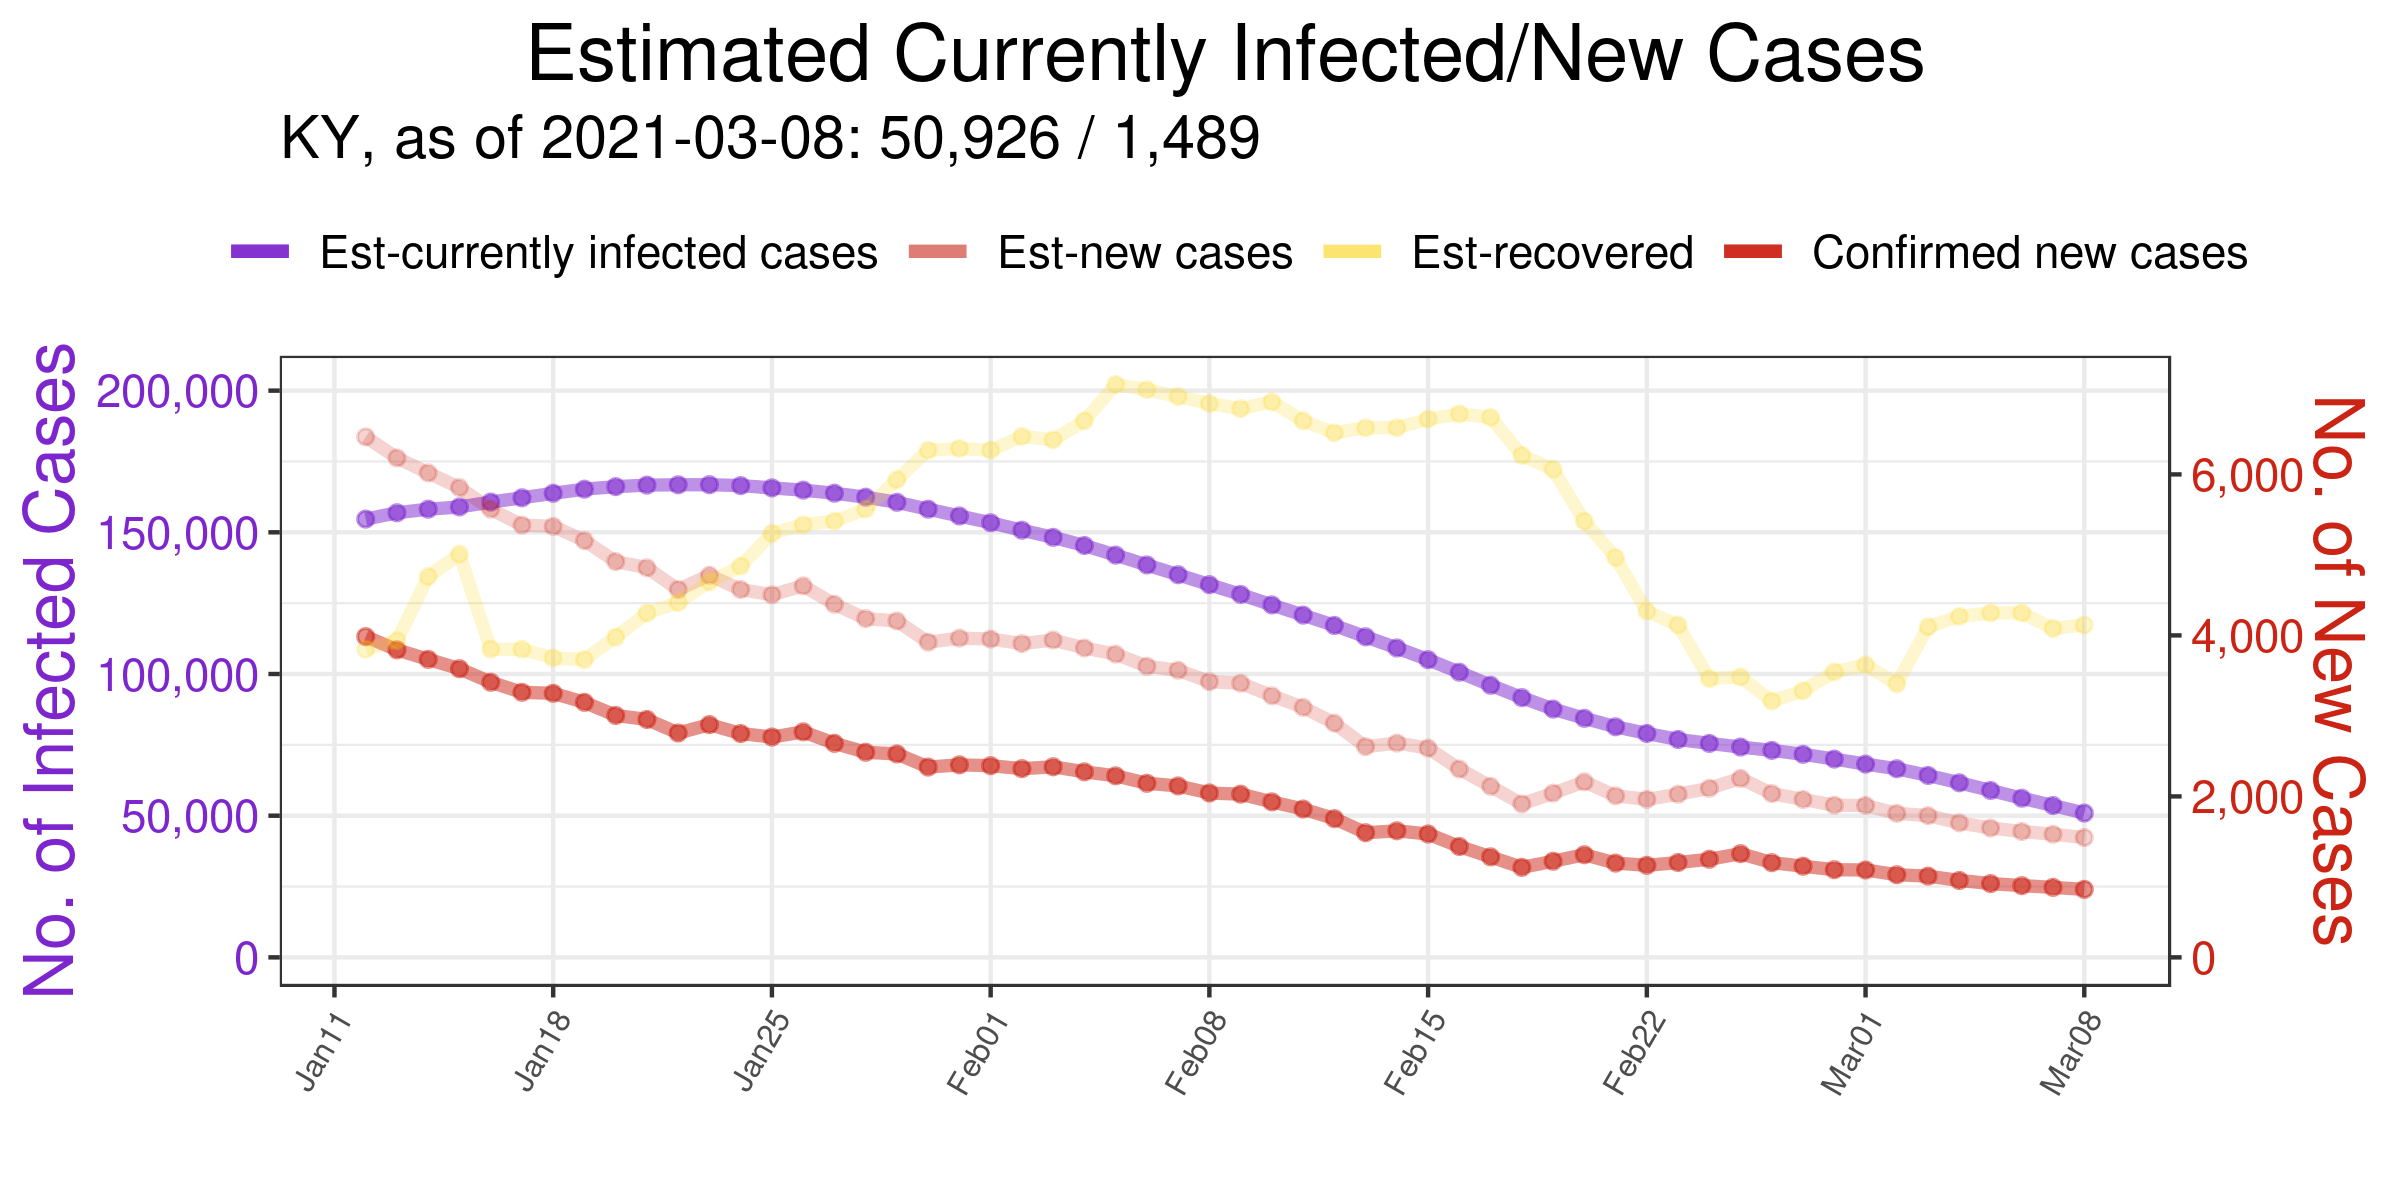 Estimated Currently Infected/New Cases
KY, as of 2021-03-08: 50,926 / 1,489
Est-currently infected cases Est-new cases Est-recovered Confirmed new cases
No. of Infected Cases
200,000
150,000
100,000
50,000
0
6,000
4,000
2,000
0
No. of New Cases
Jan11 Jan18 Jan25 Feb01 Feb08 Feb15 Feb22 Mar01 Mar08